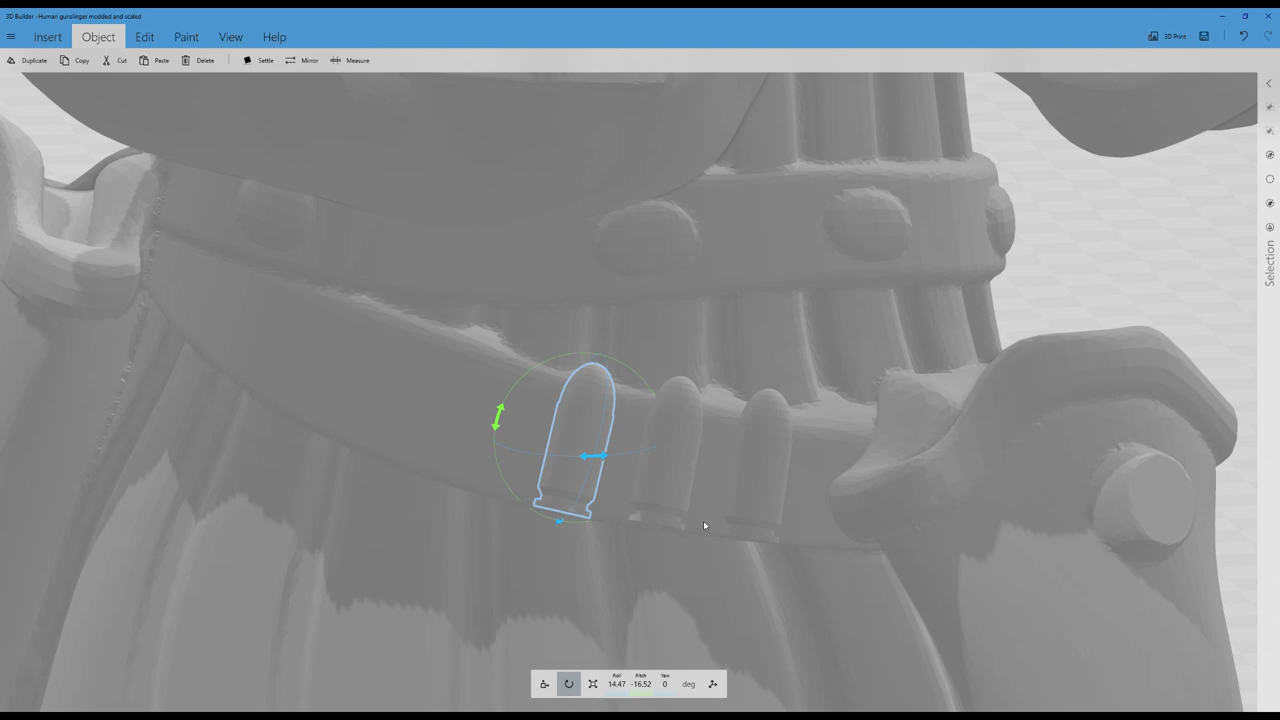 3D Builder -Human gunslinger modded and scaled
Insert Object Edit Paint View Help
3D Print
Duplicate Copy Cut Paste Delete Settle Mirror Measure
Selection
Roll Pitch Yaw
14.47 -16.52 0 deg